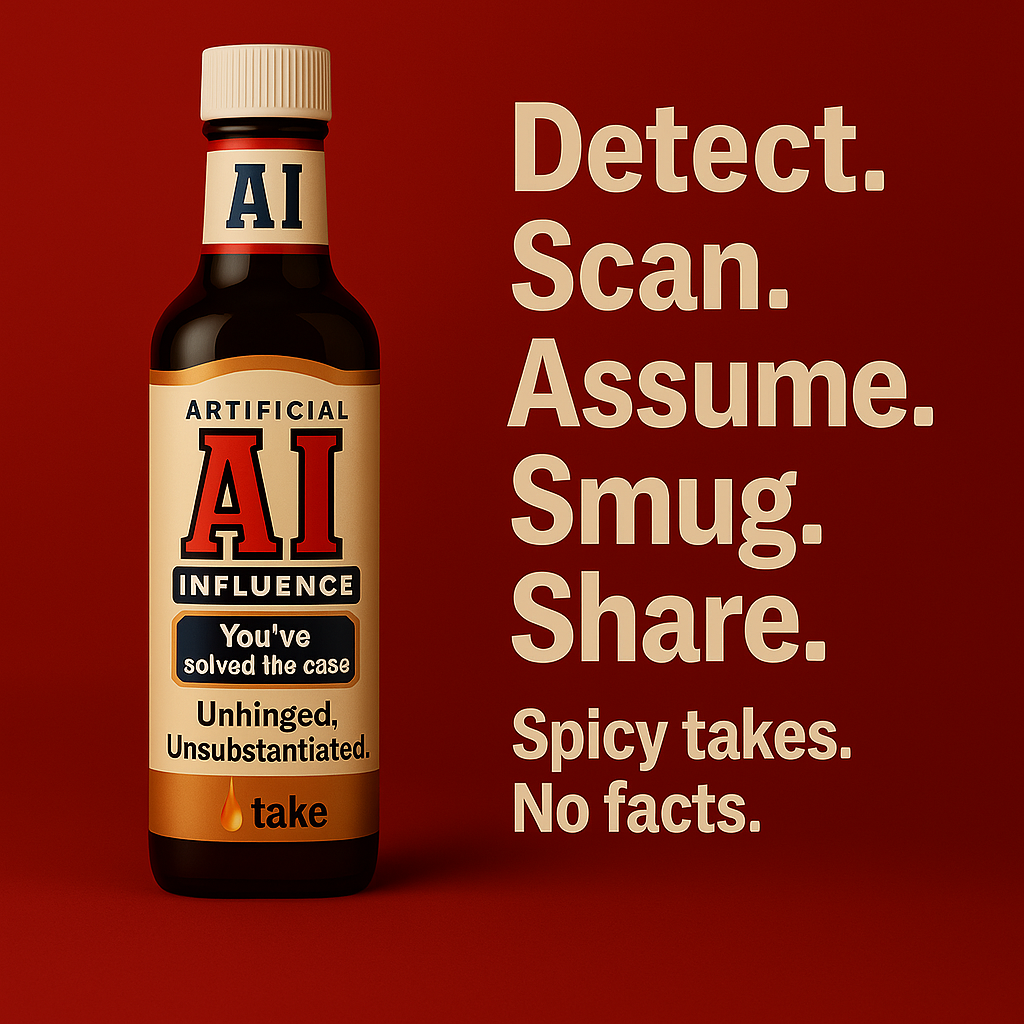 AI
ARTIFICIAL
AI
INFLUENCE
You've
solved the case
Unhinged,
Unsubstantiated.
take
Detect.
Scan.
Assume.
Smug.
Share.
Spicy takes.
No facts.